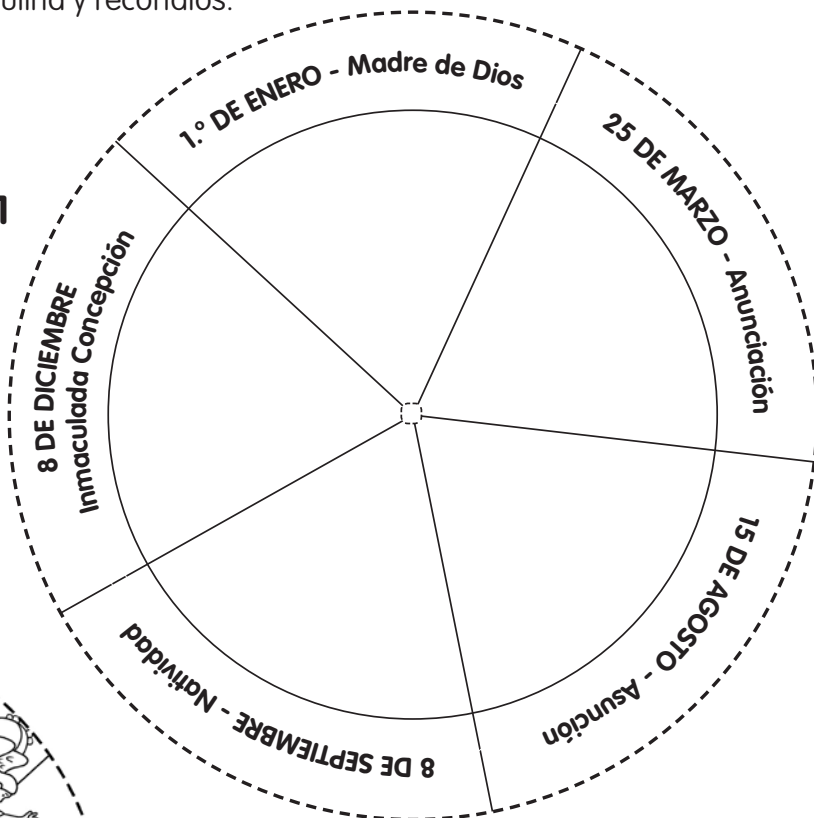 y recórtalos.
1.º DE ENERO - Madre de Dios
25 DE MARZO - Anunciación
15 DE AGOSTO - Asunción
8 DE SEPTIEMBRE - Natividad
8 DE DICIEMBRE
Inmaculada Concepción